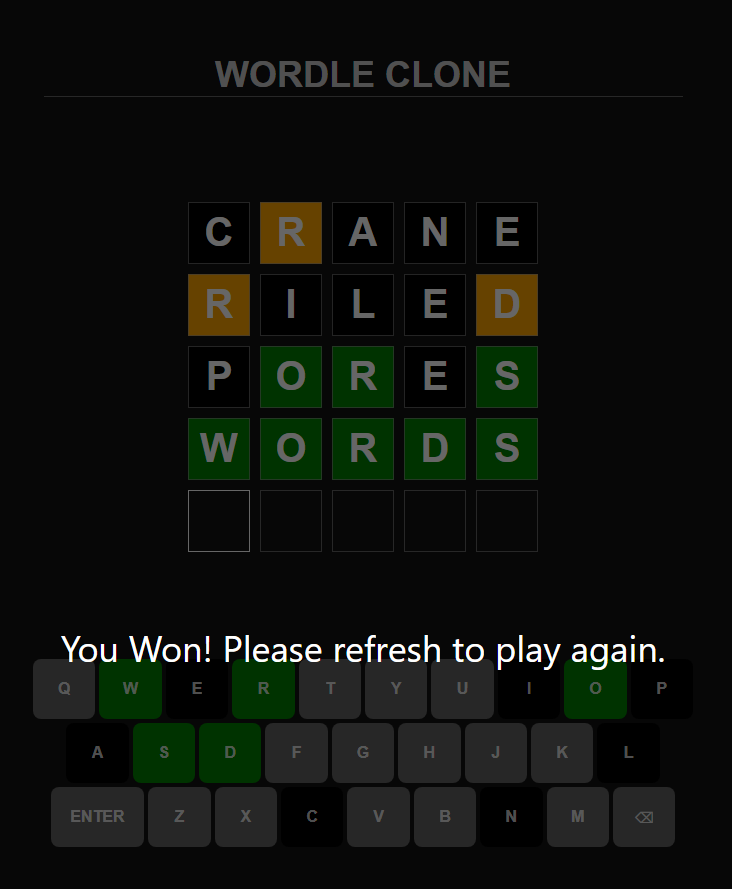 WORDLE CLONE
C R A N E
R I L E D
P O R E S
W O R D S
You Won! Please refresh to play again.
Q W E R T Y U I O P
A S D F G H J K L
ENTER Z X C V B N M ⌫